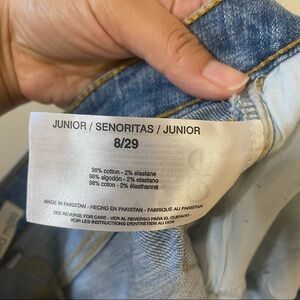 JUNIOR / SENORITAS / JUNIOR
8/29
98% cotton - 2% elastane
98% algodón - 2% elastano
98% coton - 2% élasthanne
MADE IN PAKISTAN - HECHO EN PAKISTAN - FABRIQUÉ AU PAKISTAN
SEE REVERSE FOR CARE - VER AL REVERSO PARA EL CUIDADO -
VOIR LES INSTRUCTIONS D'ENTRETIEN AU DOS